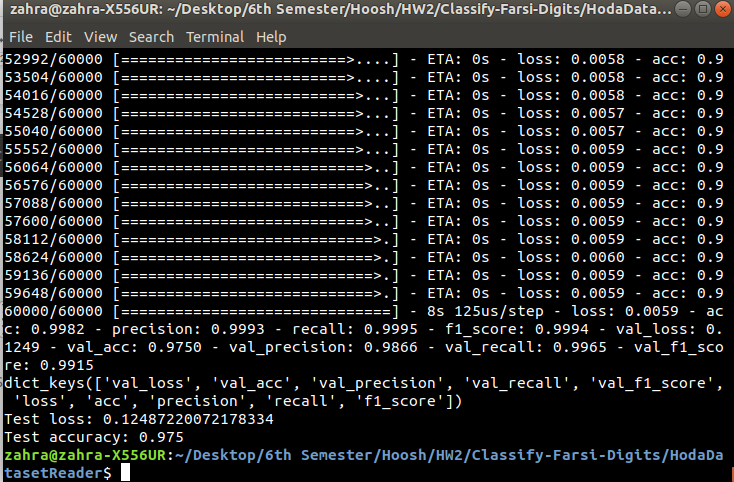 zahra@zahra-X556UR: ~/Desktop/6th Semester/Hoosh/HW2/Classify-Farsi-Digits/HodaData...
File Edit View Search Terminal Help
52992/60000 [==========================>....] - ETA: 0s - loss: 0.0058 - acc: 0.9
53504/60000 [=========================>....] - ETA: 0s - loss: 0.0058 - acc: 0.9
54016/60000 [==========================>...] - ETA: 0s - loss: 0.0058 - acc: 0.9
54528/60000 [==========================>...] - ETA: 0s - loss: 0.0057 - acc: 0.9
55040/60000 [==========================>...] - ETA: 0s - loss: 0.0057 - acc: 0.9
55552/60000 [==========================>...] - ETA: 0s - loss: 0.0059 - acc: 0.9
56064/60000 [===========================>..] - ETA: 0s - loss: 0.0059 - acc: 0.9
56576/60000 [===========================>..] - ETA: 0s - loss: 0.0059 - acc: 0.9
57088/60000 [===========================>..] - ETA: 0s - loss: 0.0059 - acc: 0.9
57600/60000 [===========================>..] - ETA: 0s - loss: 0.0059 - acc: 0.9
58112/60000 [============================>.] - ETA: 0s - loss: 0.0059 - acc: 0.9
58624/60000 [============================>.] - ETA: 0s - loss: 0.0060 - acc: 0.9
59136/60000 [============================>.] - ETA: 0s - loss: 0.0059 - acc: 0.9
59648/60000 [============================>.] - ETA: 0s - loss: 0.0059 - acc: 0.9
60000/60000 [==============================] - 8s 125us/step - loss: 0.0059 - ac
c: 0.9982 - precision: 0.9993 - recall: 0.9995 - f1_score: 0.9994 - val_loss: 0.
1249 - val_acc: 0.9750 - val_precision: 0.9866 - val_recall: 0.9965 - val_f1_sco
re: 0.9915
dict_keys(['val_loss', 'val_acc', 'val_precision', 'val_recall', 'val_f1_score',
'loss', 'acc', 'precision', 'recall', 'f1_score'])
Test loss: 0.12487220072178334
Test accuracy: 0.975
zahra@zahra-X556UR:~/Desktop/6th Semester/Hoosh/HW2/Classify-Farsi-Digits/HodaDa
tasetReader$